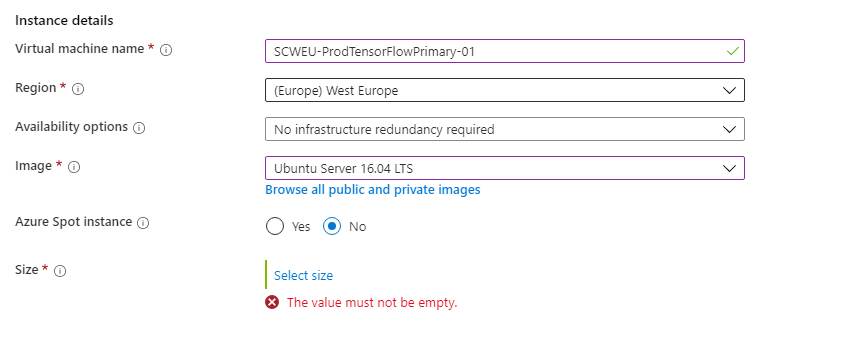 Instance details
Virtual machine name * SCWEU-ProdTensorFlowPrimary-01
Region * (Europe) West Europe
Availability options No infrastructure redundancy required
Image * Ubuntu Server 16.04 LTS
Browse all public and private images
Azure Spot instance Yes No
Size * Select size
The value must not be empty.